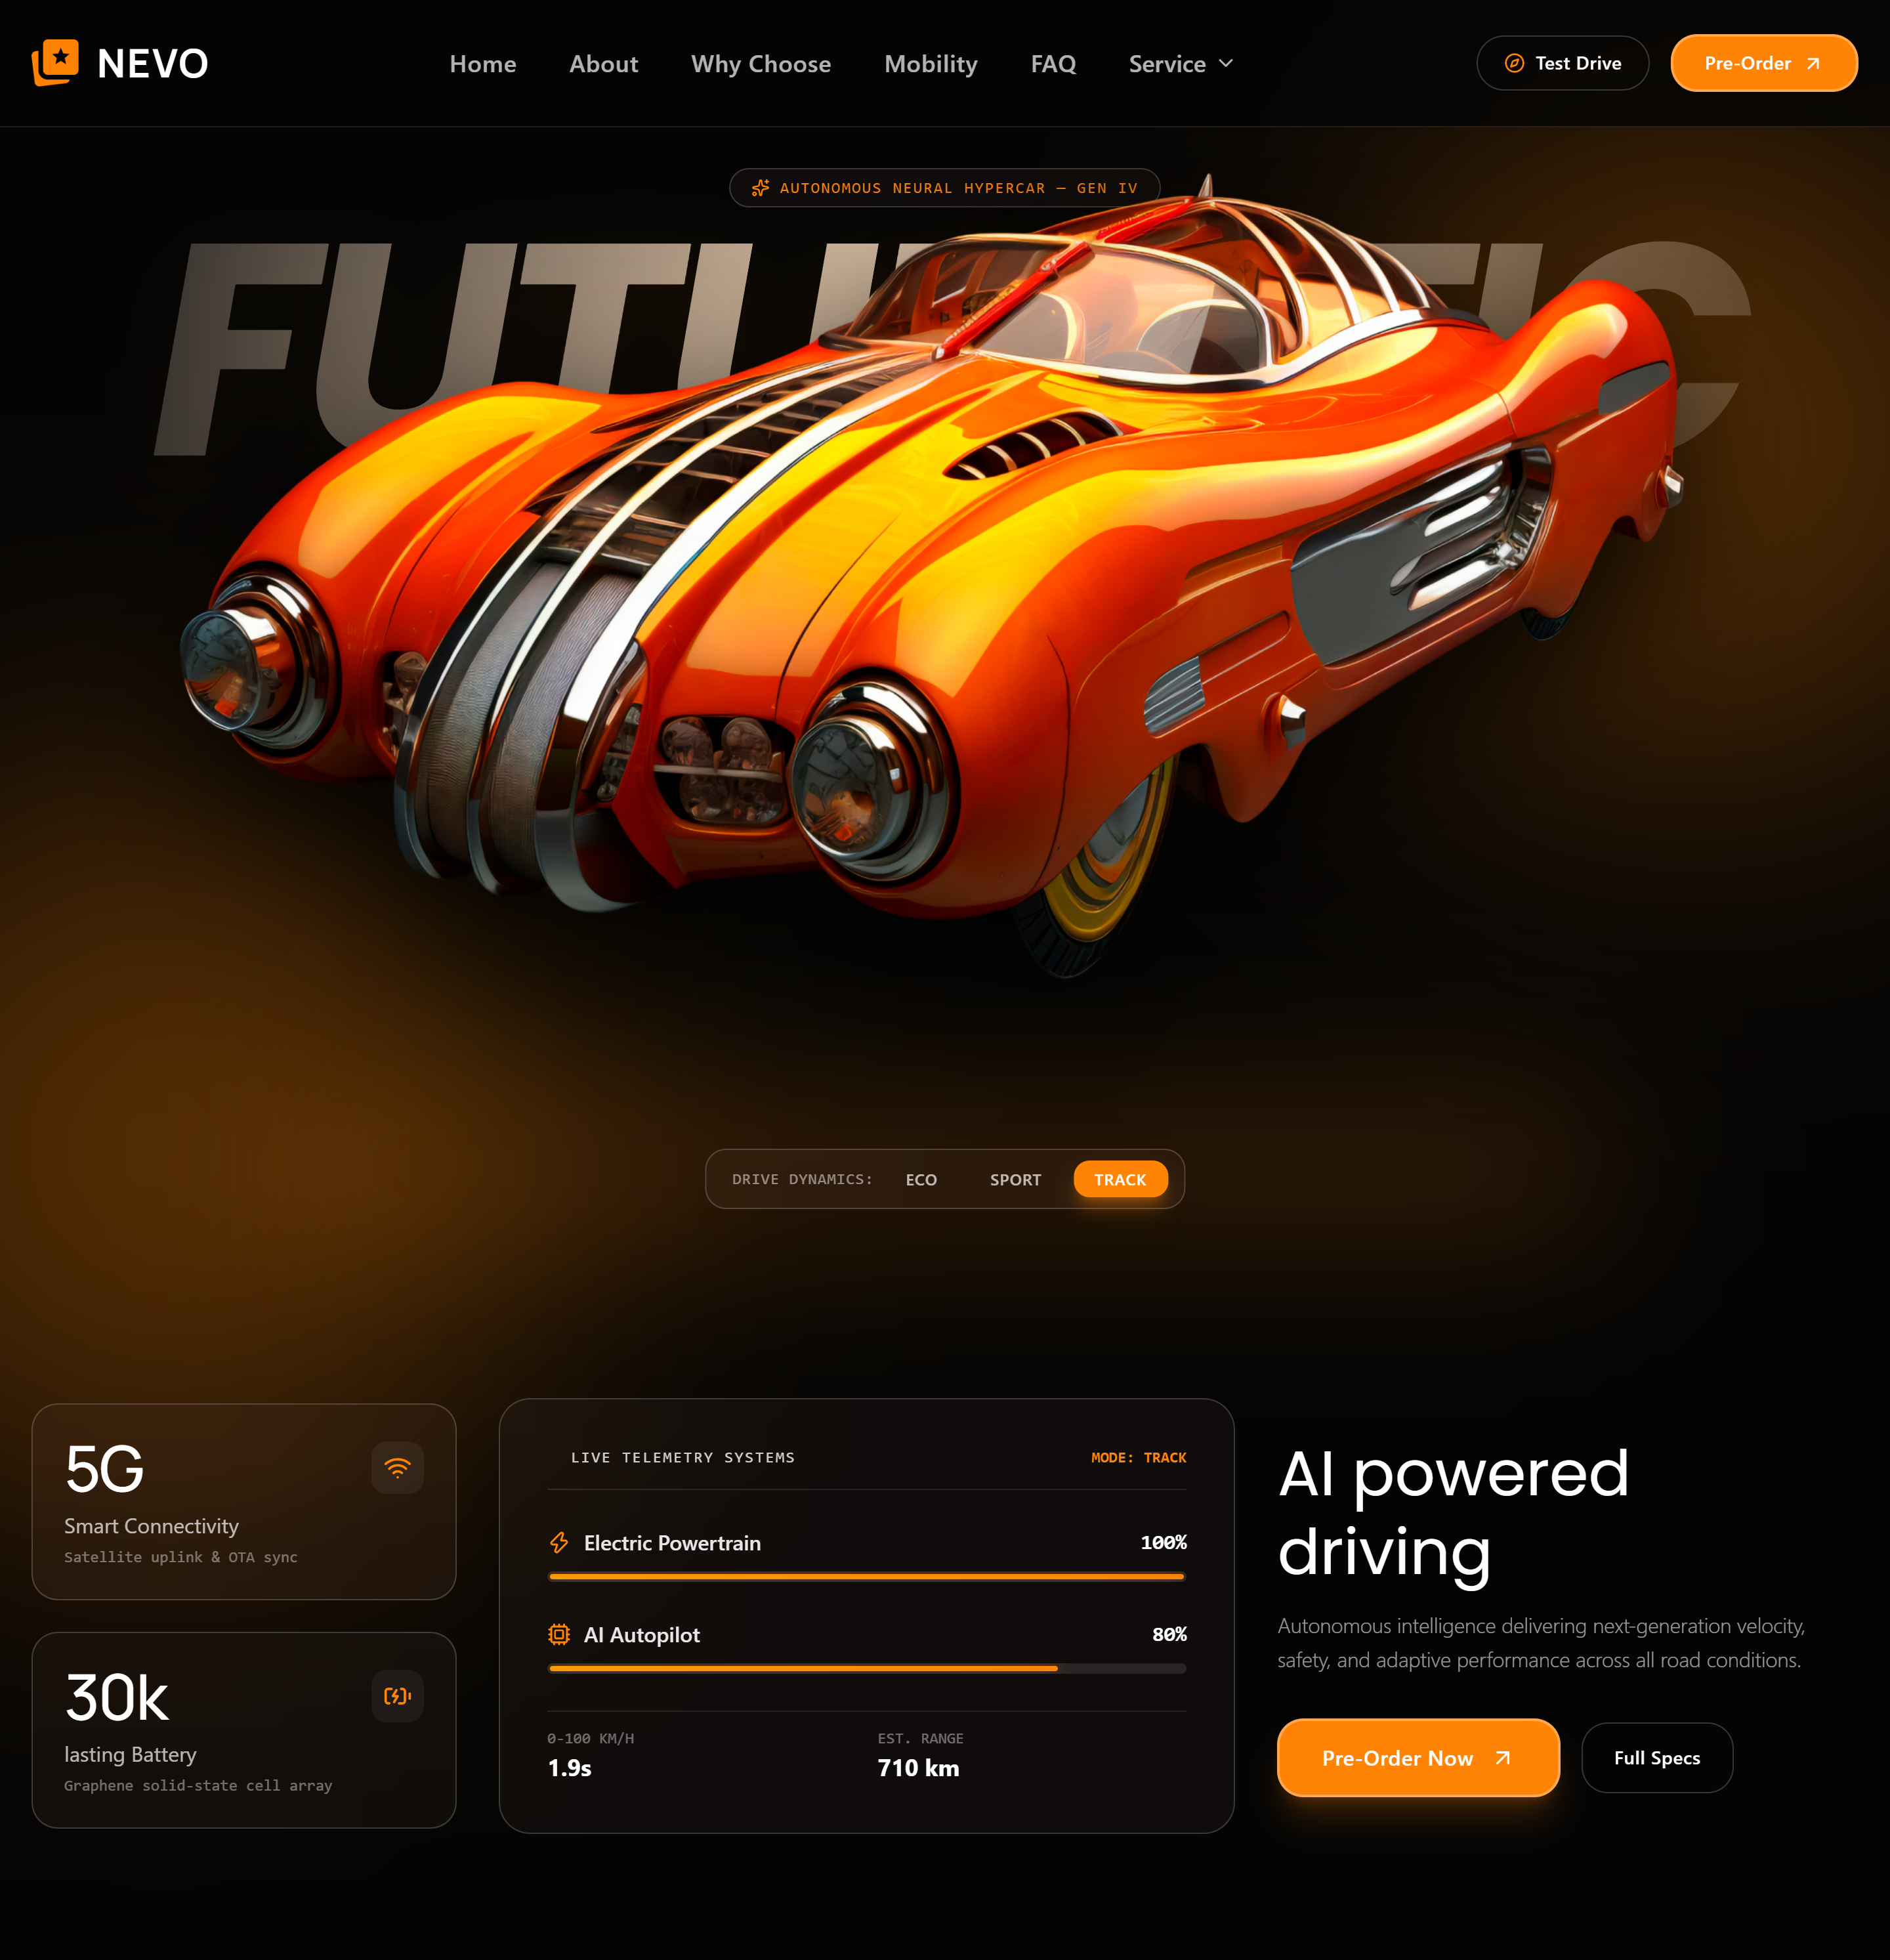 NEVO
Home About Why Choose Mobility FAQ Service
Test Drive
Pre-Order
AUTONOMOUS NEURAL HYPERCAR — GEN IV
DRIVE DYNAMICS: ECO SPORT TRACK
5G
Smart Connectivity
Satellite uplink & OTA sync
30k
lasting Battery
Graphene solid-state cell array
LIVE TELEMETRY SYSTEMS MODE: TRACK
Electric Powertrain 100%
AI Autopilot 80%
0-100 KM/H EST. RANGE
1.9s 710 km
AI powered
driving
Autonomous intelligence delivering next-generation velocity,
safety, and adaptive performance across all road conditions.
Pre-Order Now
Full Specs